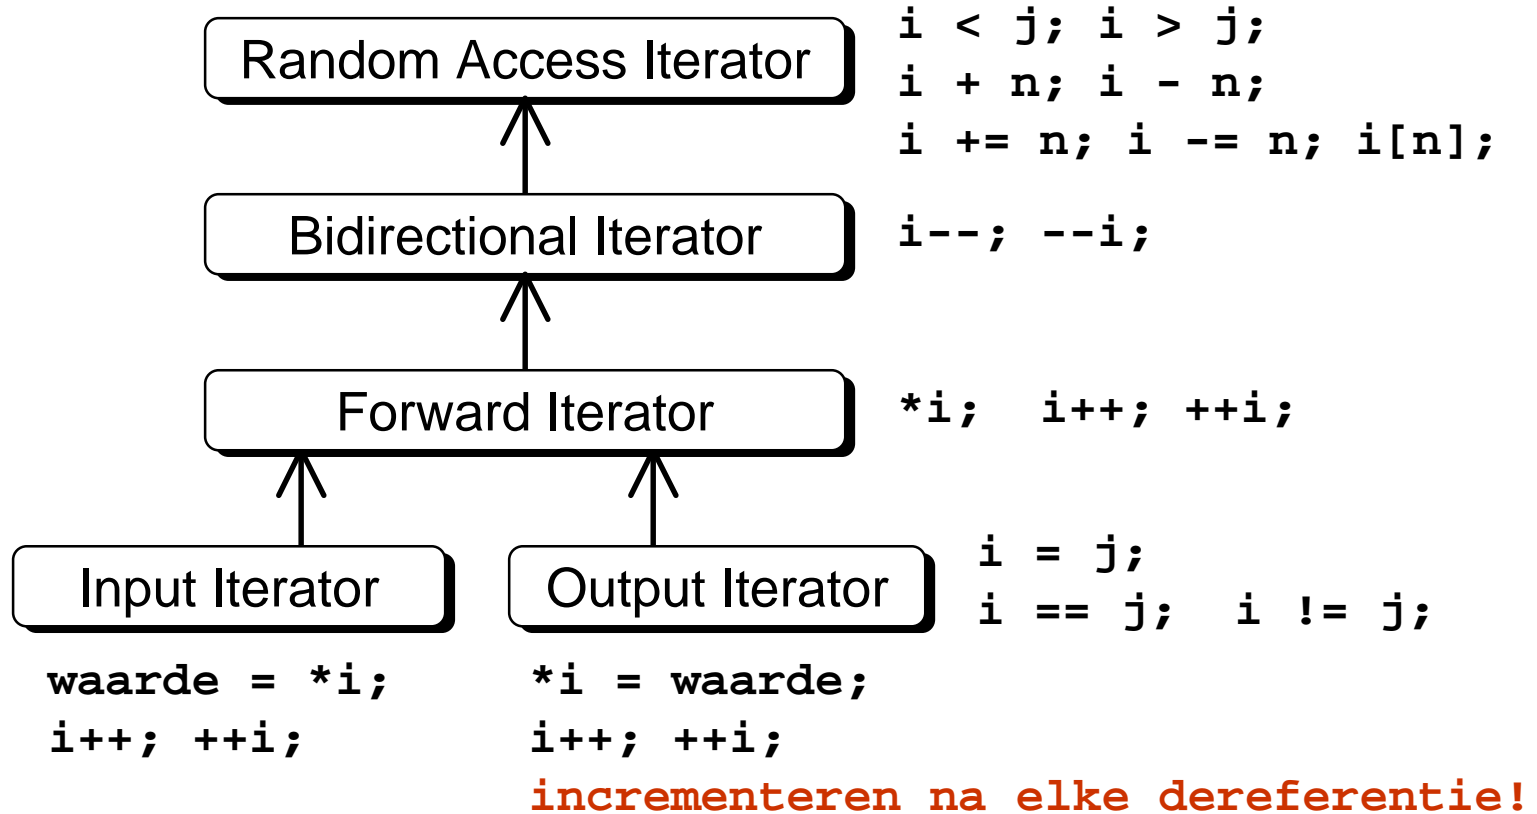 Random Access Iterator
i < j; i > j;
i + n; i - n;
i += n; i -= n; i[n];
Bidirectional Iterator
i--; --i;
Forward Iterator
*i; i++; ++i;
Input Iterator
Output Iterator
i = j;
i == j; i != j;
waarde = *i;
i++; ++i;
*i = waarde;
i++; ++i;
incrementeren na elke dereferentie!